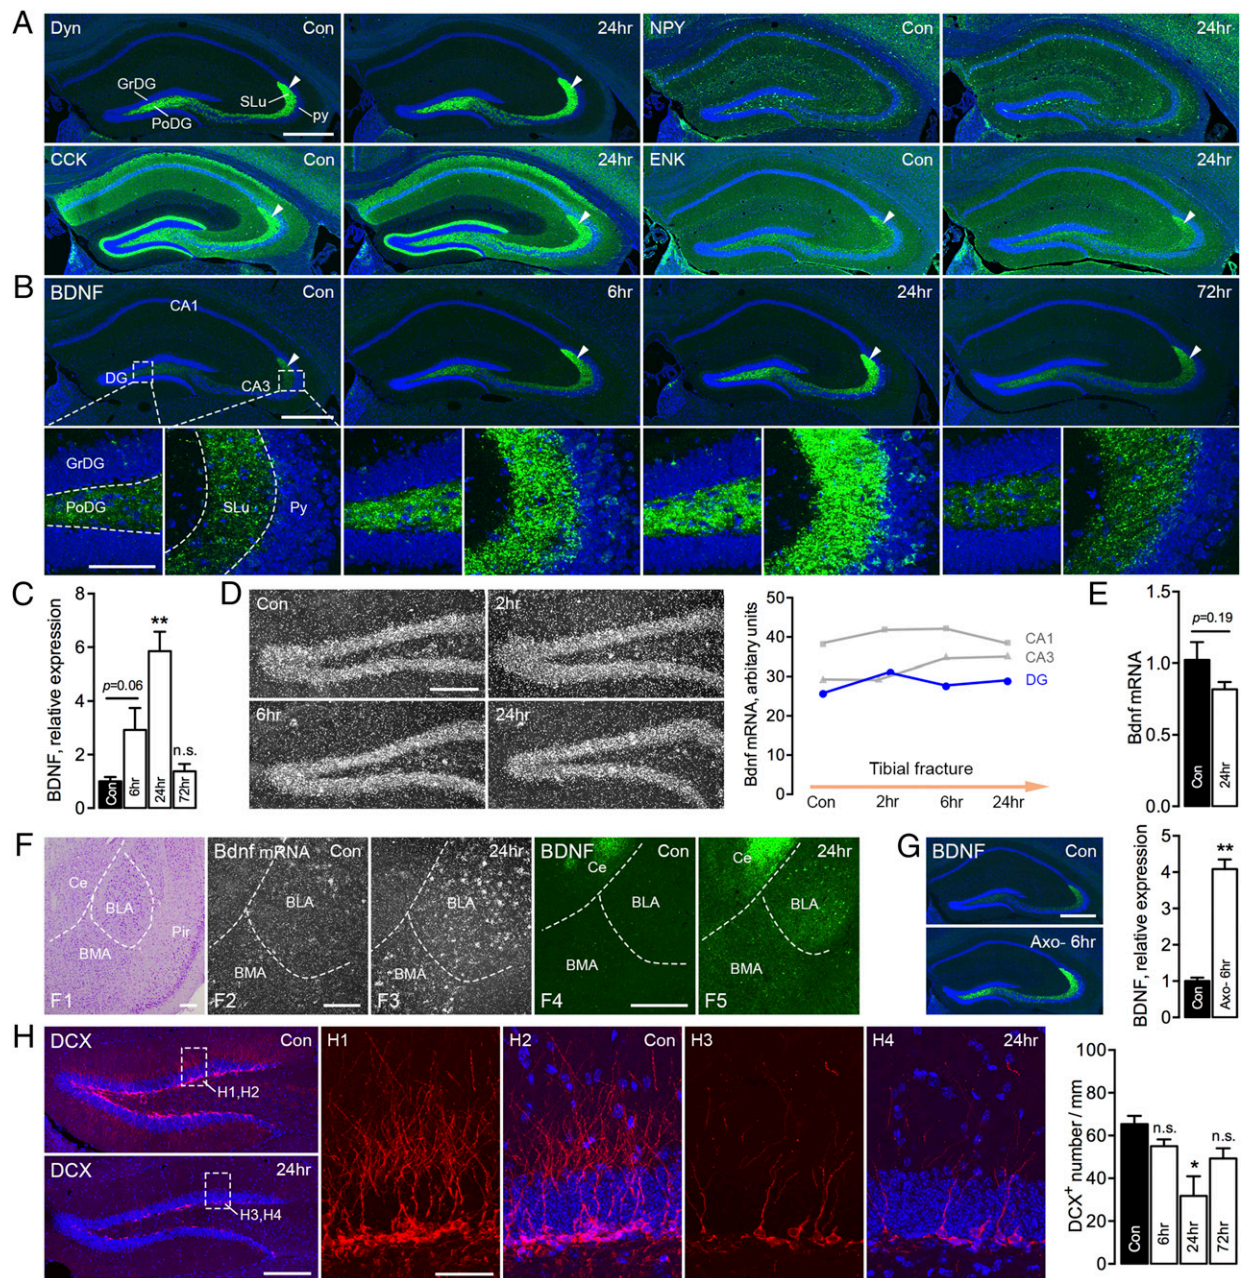 A
Dyn
Con
24hr
NPY
Con
24hr
GrDG
SLu
PoDG
py
CCK
Con
24hr
ENK
Con
24hr
B
BDNF
Con
6hr
24hr
72hr
CA1
DG
CA3
GrDG
PoDG
SLu
Py
C
BDNF, relative expression
8
6
4
2
0
p=0.06
**
n.s.
Con
6hr
24hr
72hr
D
Con
2hr
6hr
24hr
Bdnf mRNA, arbitary units
50
40
30
20
10
0
CA1
CA3
DG
Tibial fracture
Con
2hr
6hr
24hr
E
Bdnf mRNA
1.5
1.0
0.5
0.0
p=0.19
Con
24hr
F
Ce
BLA
Pir
BMA
F1
Bdnf mRNA
Con
BLA
BMA
F2
24hr
BLA
F3
BDNF
Con
Ce
BLA
BMA
F4
24hr
Ce
BLA
BMA
F5
G
BDNF
Con
Axo- 6hr
BDNF, relative expression
5
4
3
2
1
0
**
Con
Axo- 6hr
H
DCX
Con
H1,H2
DCX
24hr
H3,H4
H1
H2
Con
H3
H4
24hr
DCX+ number / mm
100
80
60
40
20
0
n.s.
*
n.s.
Con
6hr
24hr
72hr